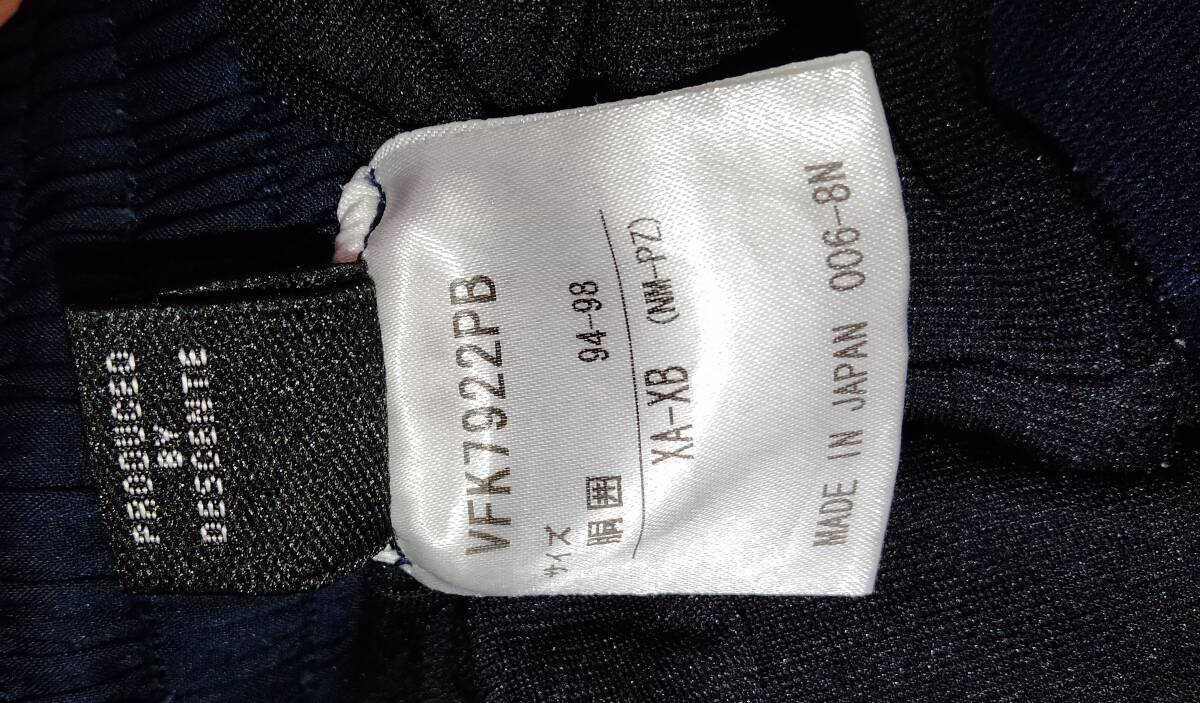 PRODUCED
BY
DESCENTE
VFK7922PB
サイズ
胴囲 94-98
XA-XB (NM-PZ)
MADE IN JAPAN 006-8N